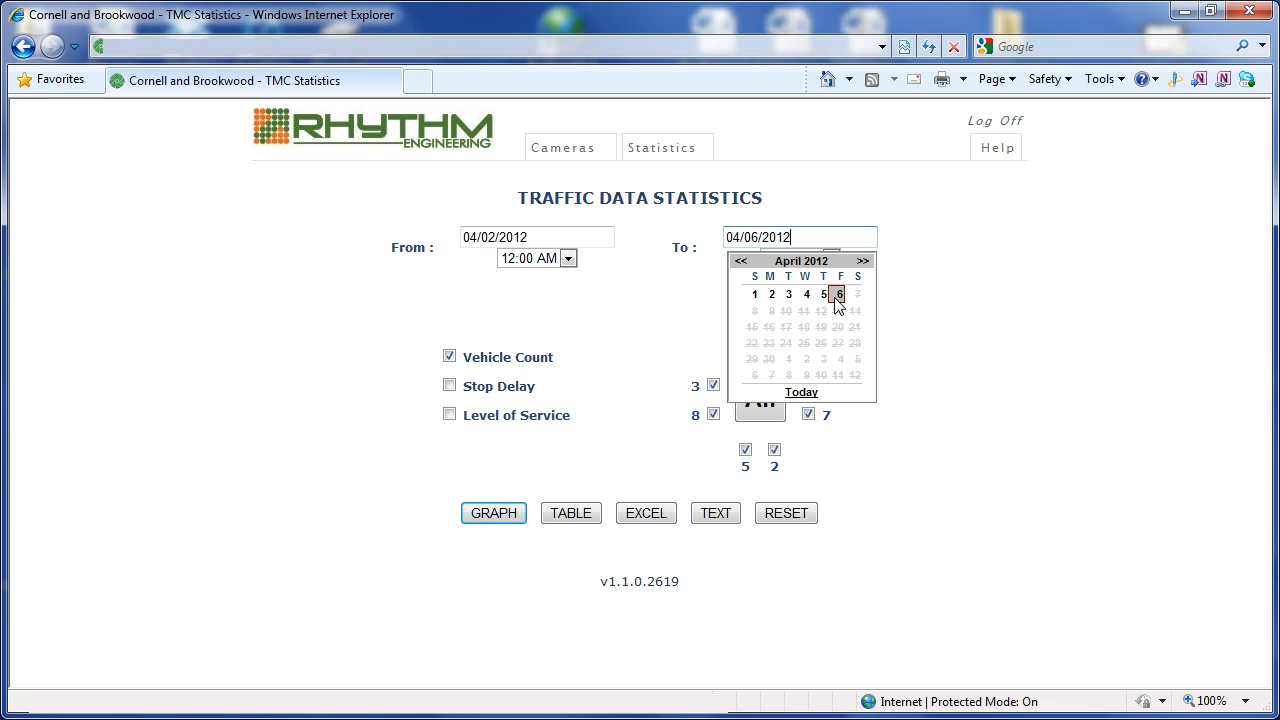 Cornell and Brookwood - TMC Statistics - Windows Internet Explorer
Google
Favorites
Cornell and Brookwood - TMC Statistics
Page
Safety
Tools
RHYTHM
ENGINEERING
Cameras
Statistics
Log Off
Help
TRAFFIC DATA STATISTICS
From :
04/02/2012
12:00 AM
To :
04/06/2012
<< April 2012 >>
S M T W T F S
1 2 3 4 5 6 7
8 9 10 11 12 14
15 16 17 18 19 20 21
22 23 24 25 26 27 28
29 30 1 2 3 4 5
6 7 8 9 10 11 12
Today
Vehicle Count
Stop Delay
Level of Service
3
8
7
5 2
GRAPH TABLE EXCEL TEXT RESET
v1.1.0.2619
Internet | Protected Mode: On
100%